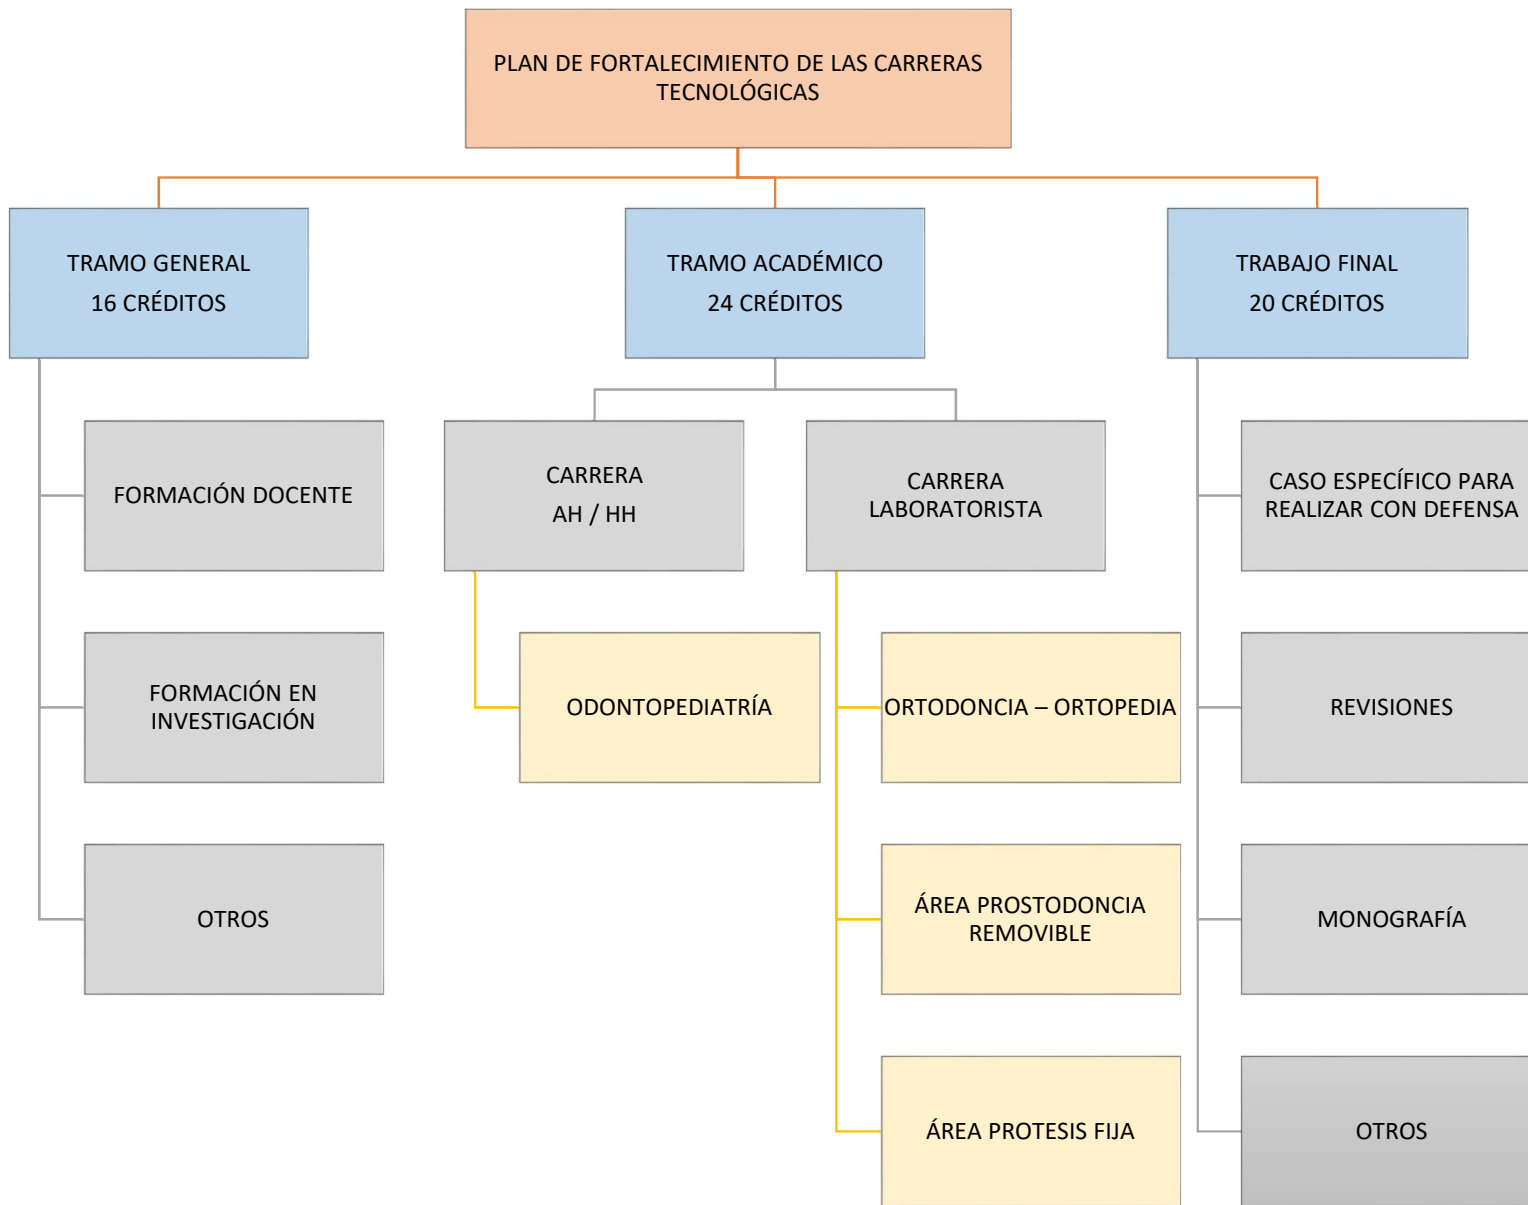 PLAN DE FORTALECIMIENTO DE LAS CARRERAS
TECNOLÓGICAS
TRAMO GENERAL
16 CRÉDITOS
FORMACIÓN DOCENTE
FORMACIÓN EN
INVESTIGACIÓN
OTROS
TRAMO ACADÉMICO
24 CRÉDITOS
CARRERA
AH / HH
ODONTOPEDIATRÍA
CARRERA
LABORATORISTA
ORTODONCIA – ORTOPEDIA
ÁREA PROSTODONCIA
REMOVIBLE
ÁREA PROTESIS FIJA
TRABAJO FINAL
20 CRÉDITOS
CASO ESPECÍFICO PARA
REALIZAR CON DEFENSA
REVISIONES
MONOGRAFÍA
OTROS